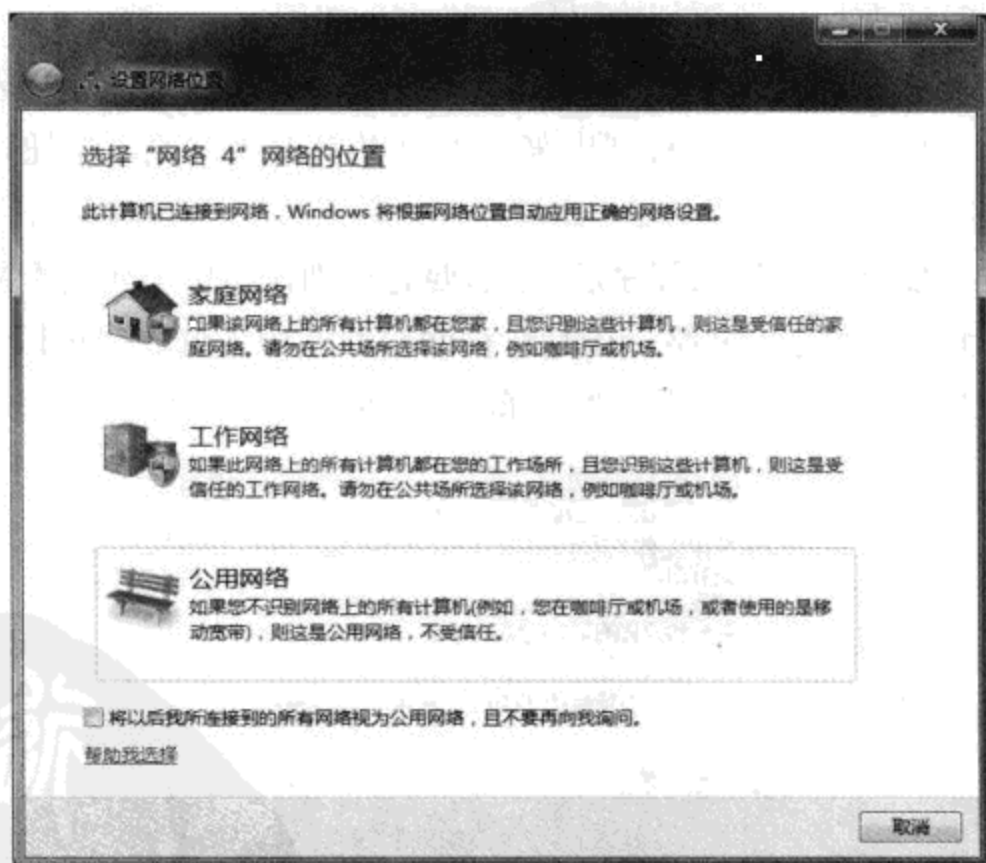 设置网络位置
选择 “网络 4” 网络的位置
此计算机已连接到网络，Windows 将根据网络位置自动应用正确的网络设置。
家庭网络
如果该网络上的所有计算机都在您家，且您识别这些计算机，则这是受信任的家
庭网络。请勿在公共场所选择该网络，例如咖啡厅或机场。
工作网络
如果此网络上的所有计算机都在您的工作场所，且您识别这些计算机，则这是受
信任的工作网络。请勿在公共场所选择该网络，例如咖啡厅或机场。
公用网络
如果您不识别网络上的所有计算机(例如，您在咖啡厅或机场，或者使用的是移
动宽带)，则这是公用网络，不受信任。
将以后我所连接到的所有网络视为公用网络，且不要再向我询问。
帮助我选择
取消